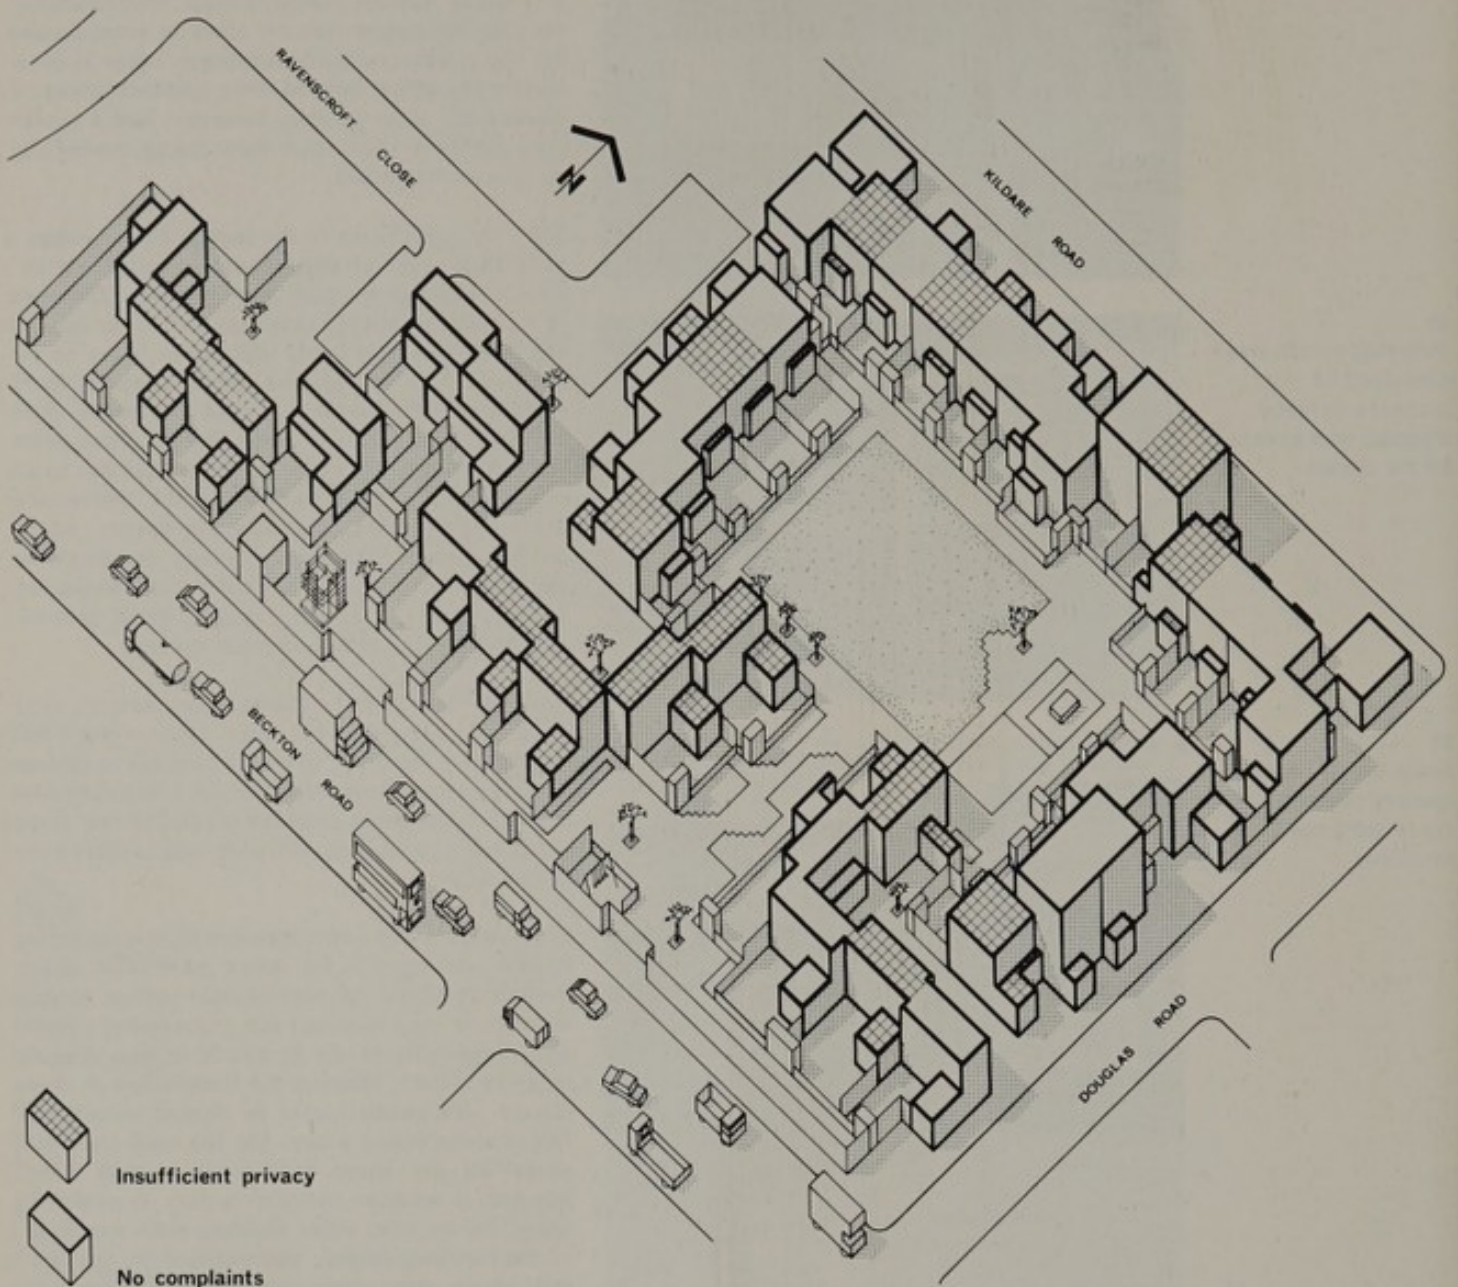 RAVENSCROFT CLOSE
KILDARE ROAD
N
BECKTON ROAD
DOUGLAS ROAD
Insufficient privacy
No complaints